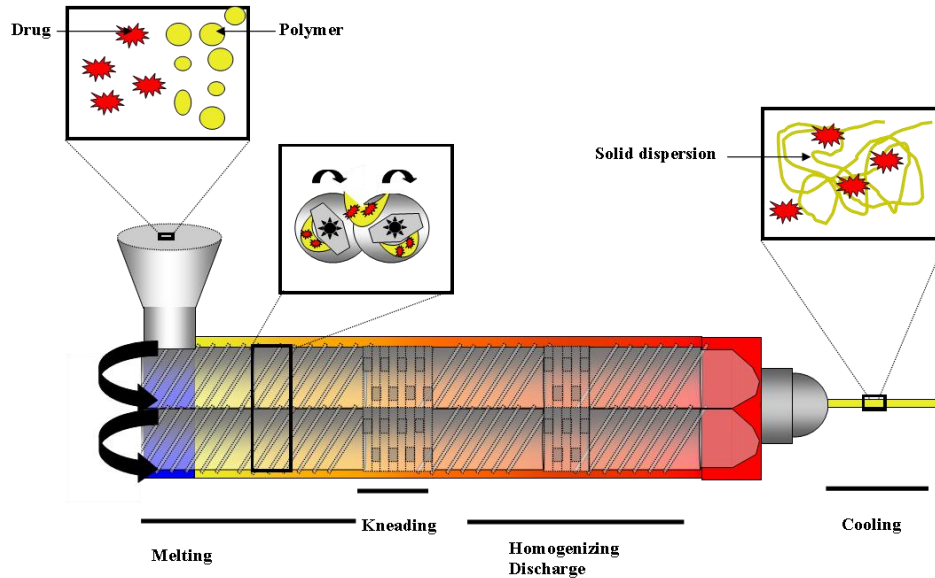 Drug
Polymer
Solid dispersion
Kneading
Cooling
Melting
Homogenizing
Discharge